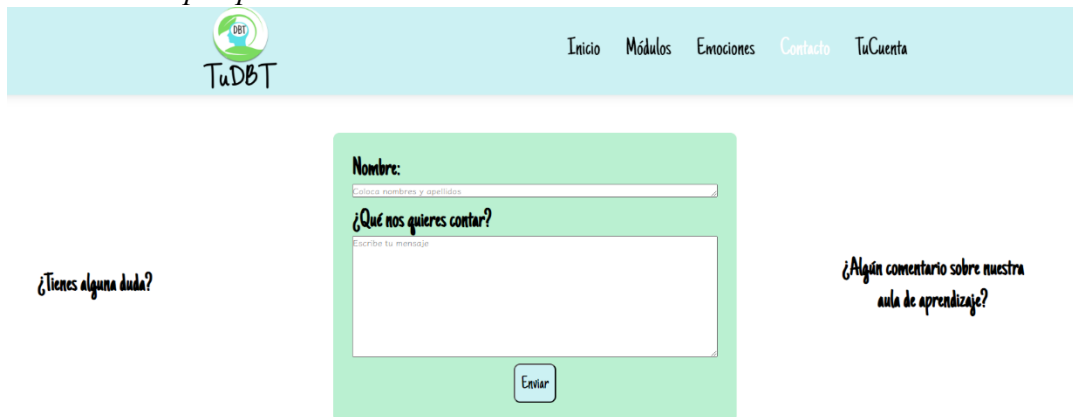 DBT
TuDBT
Inicio Módulos Emociones Contacto TuCuenta
Nombre:
Coloca nombres y apellidos
¿Qué nos quieres contar?
Escribe tu mensaje
¿Tienes alguna duda?
¿Algún comentario sobre nuestra
aula de aprendizaje?
Enviar